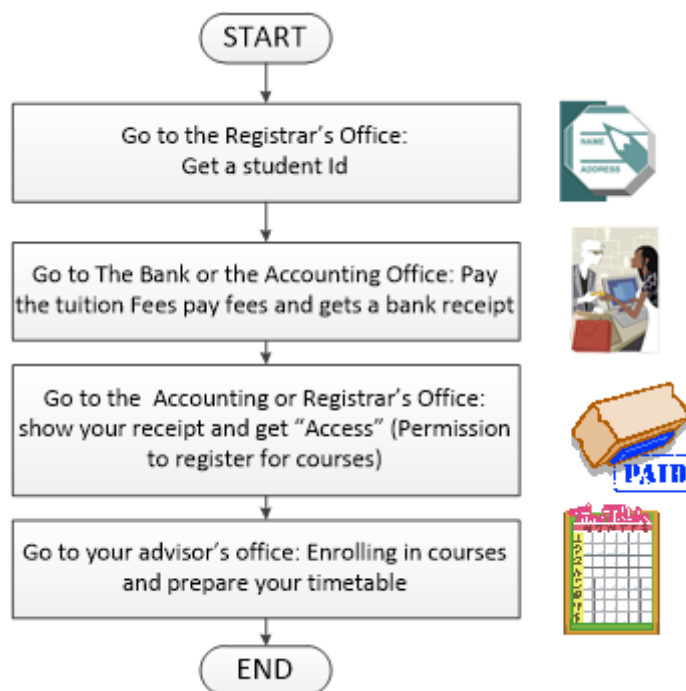 START
Go to the Registrar's Office:
Get a student Id
NAME
ADDRESS
Go to The Bank or the Accounting Office: Pay
the tuition Fees pay fees and gets a bank receipt
Go to the Accounting or Registrar's Office:
show your receipt and get “Access” (Permission
to register for courses)
PAID
Go to your advisor's office: Enrolling in courses
and prepare your timetable
END